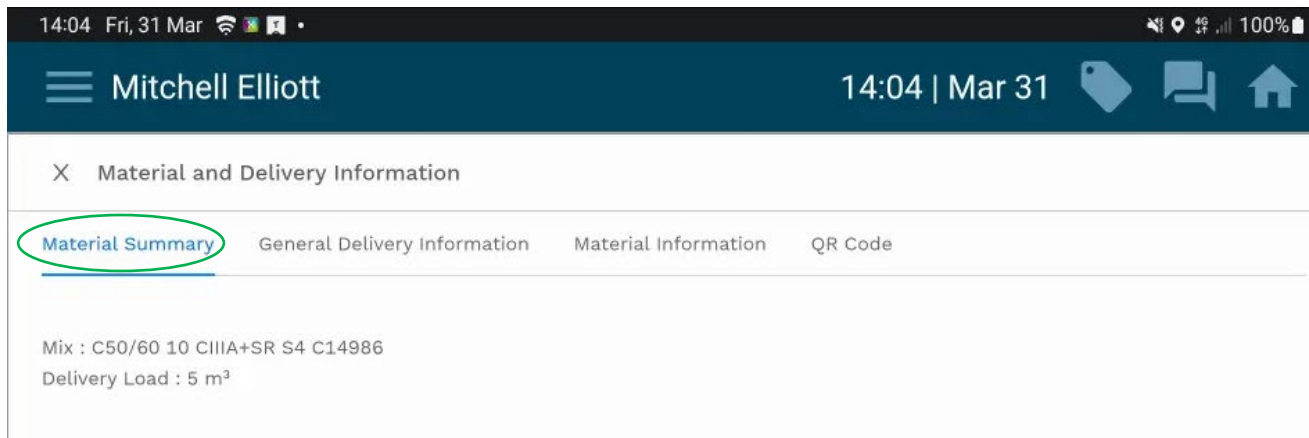 14:04 Fri, 31 Mar
4G 100%
Mitchell Elliott 14:04 | Mar 31
X Material and Delivery Information
Material Summary General Delivery Information Material Information QR Code
Mix : C50/60 10 CIIIA+SR S4 C14986
Delivery Load : 5 m³